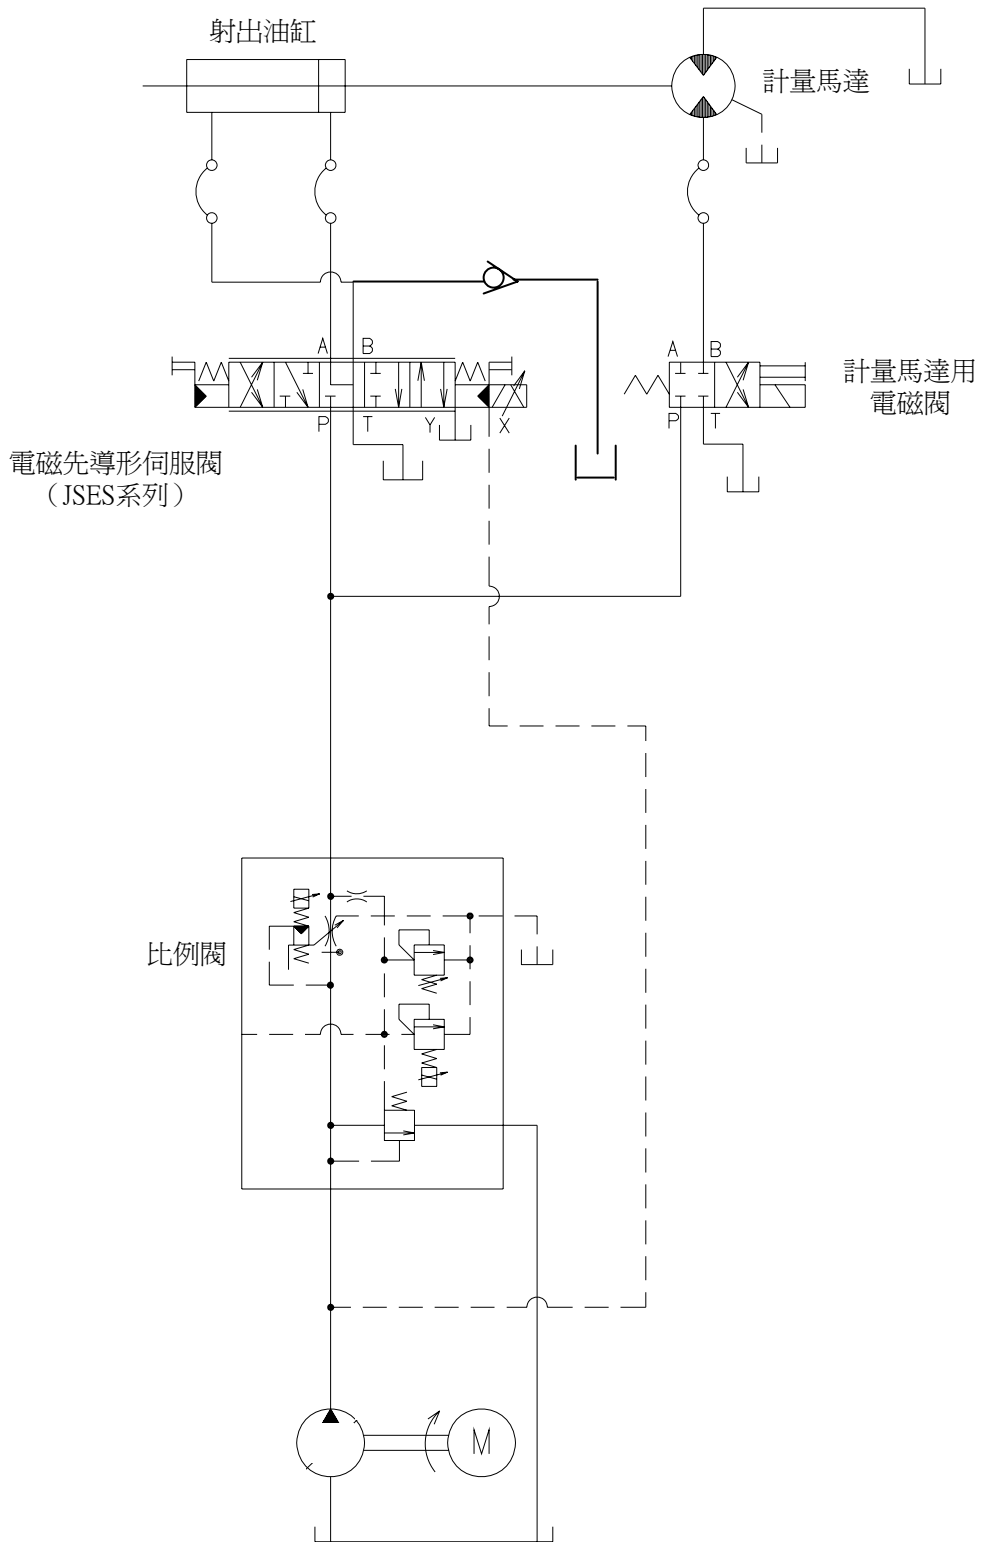 射出油缸
計量馬達
A B
P T Y X
A B
P T
計量馬達用
電磁閥
電磁先導形伺服閥
（JSES系列）
比例閥
M